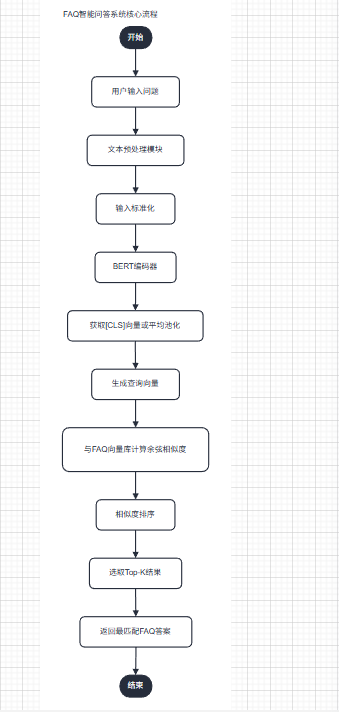 FAQ智能问答系统核心流程
开始
用户输入问题
文本预处理模块
输入标准化
BERT编码器
获取[CLS]向量或平均池化
生成查询向量
与FAQ向量库计算余弦相似度
相似度排序
选取Top-K结果
返回最匹配FAQ答案
结束